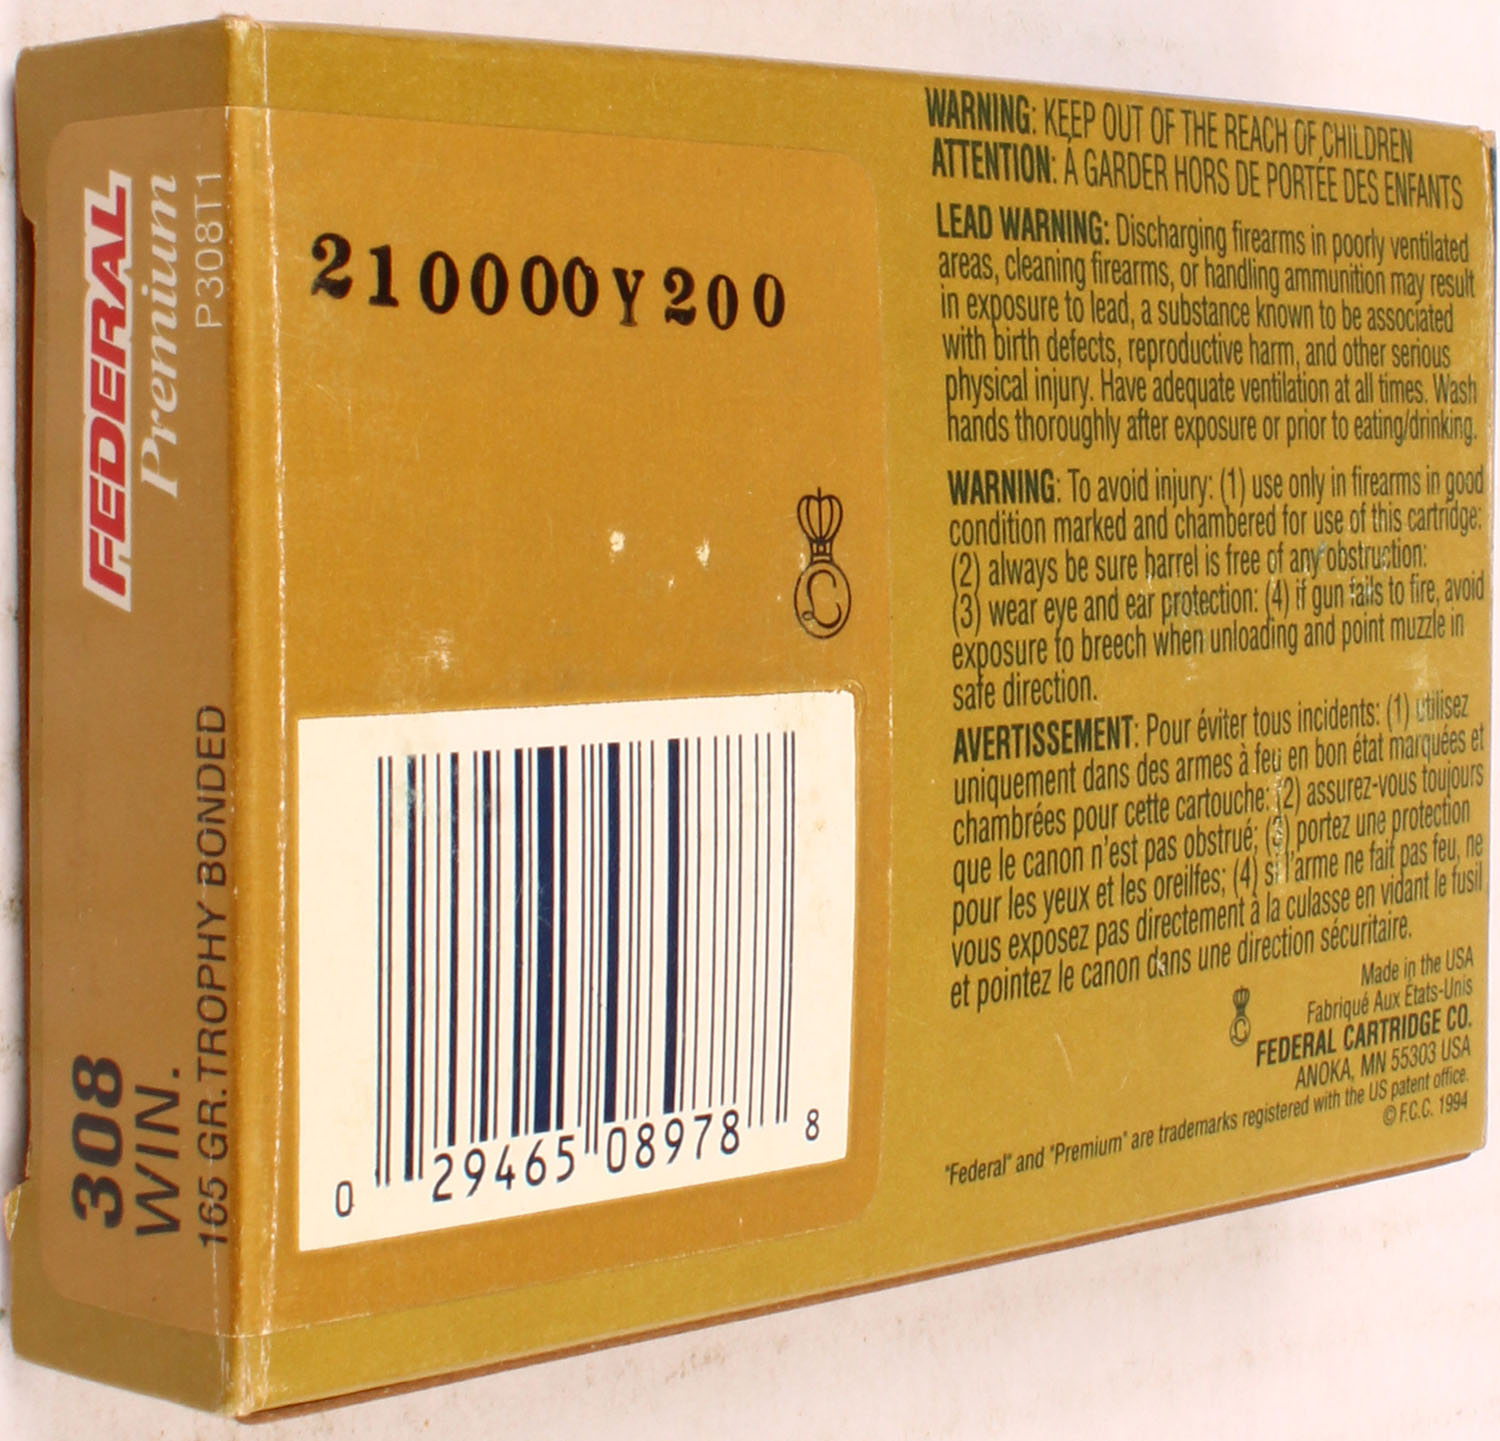 FEDERAL
Premium
P308T1
308
WIN.
165 GR. TROPHY BONDED
210000Y200
0 29465 08978 8
WARNING: KEEP OUT OF THE REACH OF CHILDREN
ATTENTION: À GARDER HORS DE PORTÉE DES ENFANTS
LEAD WARNING: Discharging firearms in poorly ventilated
areas, cleaning firearms, or handling ammunition may result
in exposure to lead, a substance known to be associated
with birth defects, reproductive harm, and other serious
physical injury. Have adequate ventilation at all times. Wash
hands thoroughly after exposure or prior to eating/drinking.
WARNING: To avoid injury: (1) use only in firearms in good
condition marked and chambered for use of this cartridge:
(2) always be sure barrel is free of any obstruction:
(3) wear eye and ear protection: (4) if gun fails to fire, avoid
exposure to breech when unloading and point muzzle in
safe direction.
AVERTISSEMENT: Pour éviter tous incidents: (1) utilisez
uniquement dans des armes à feu en bon état marquées et
chambrées pour cette cartouche: (2) assurez-vous toujours
que le canon n'est pas obstrué; (3) portez une protection
pour les yeux et les oreilfes; (4) si l'arme ne fait pas feu, ne
vous exposez pas directement à la culasse en vidant le fusil
et pointez le canon dans une direction sécuritaire.
Made in the USA
Fabriqué Aux États-Unis
FEDERAL CARTRIDGE CO.
ANOKA, MN 55303 USA
"Federal" and "Premium" are trademarks registered with the US patent office.
© F.C.C. 1994